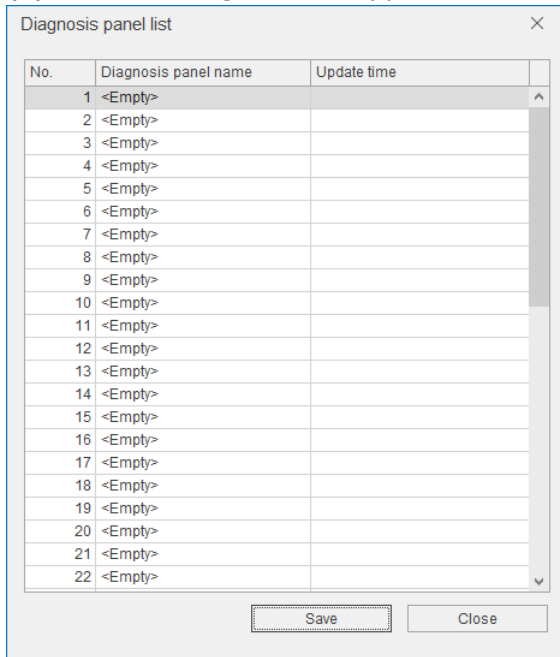 Diagnosis panel list
No. Diagnosis panel name Update time
1 <Empty>
2 <Empty>
3 <Empty>
4 <Empty>
5 <Empty>
6 <Empty>
7 <Empty>
8 <Empty>
9 <Empty>
10 <Empty>
11 <Empty>
12 <Empty>
13 <Empty>
14 <Empty>
15 <Empty>
16 <Empty>
17 <Empty>
18 <Empty>
19 <Empty>
20 <Empty>
21 <Empty>
22 <Empty>
Save Close